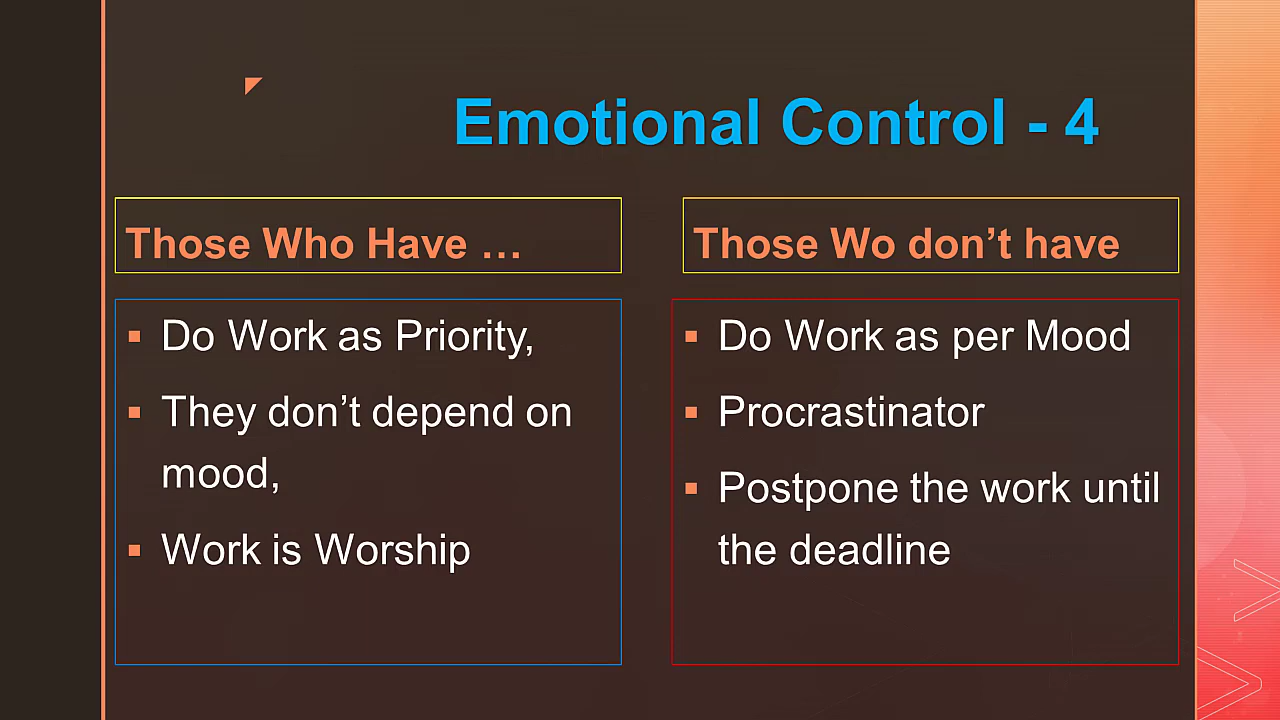 Emotional Control - 4
Those Who Have …
▪ Do Work as Priority,
▪ They don’t depend on
mood,
▪ Work is Worship
Those Wo don’t have
▪ Do Work as per Mood
▪ Procrastinator
▪ Postpone the work until
the deadline